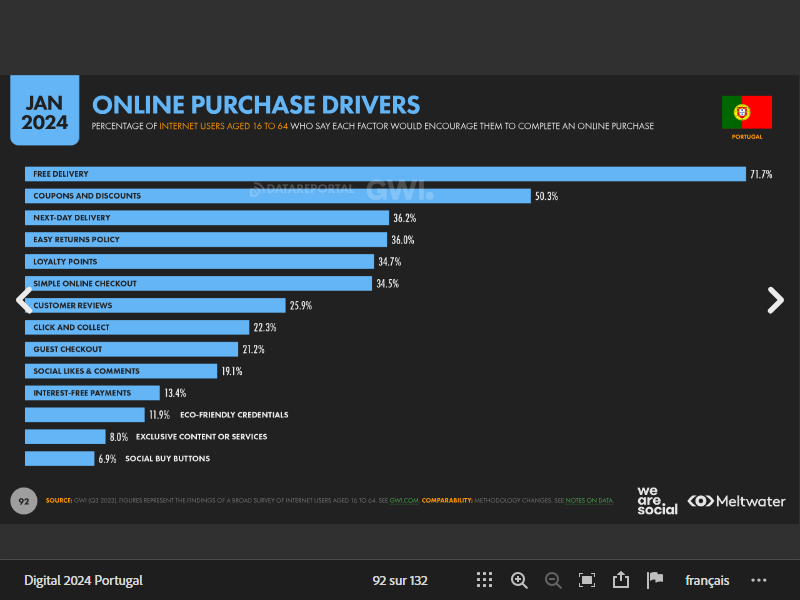 JAN
2024
ONLINE PURCHASE DRIVERS
PERCENTAGE OF INTERNET USERS AGED 16 TO 64 WHO SAY EACH FACTOR WOULD ENCOURAGE THEM TO COMPLETE AN ONLINE PURCHASE
PORTUGAL
FREE DELIVERY 71.7%
DATAREPORTAL GWI.
COUPONS AND DISCOUNTS 50.3%
NEXT-DAY DELIVERY 36.2%
EASY RETURNS POLICY 36.0%
LOYALTY POINTS 34.7%
SIMPLE ONLINE CHECKOUT 34.5%
CUSTOMER REVIEWS 25.9%
CLICK AND COLLECT 22.3%
GUEST CHECKOUT 21.2%
SOCIAL LIKES & COMMENTS 19.1%
INTEREST-FREE PAYMENTS 13.4%
11.9% ECO-FRIENDLY CREDENTIALS
8.0% EXCLUSIVE CONTENT OR SERVICES
6.9% SOCIAL BUY BUTTONS
92
SOURCE: GWI (Q3 2023). FIGURES REPRESENT THE FINDINGS OF A BROAD SURVEY OF INTERNET USERS AGED 16 TO 64. SEE GWI.COM. COMPARABILITY: METHODOLOGY CHANGES. SEE NOTES ON DATA.
we
are.
social
Meltwater
Digital 2024 Portugal
92 sur 132
français